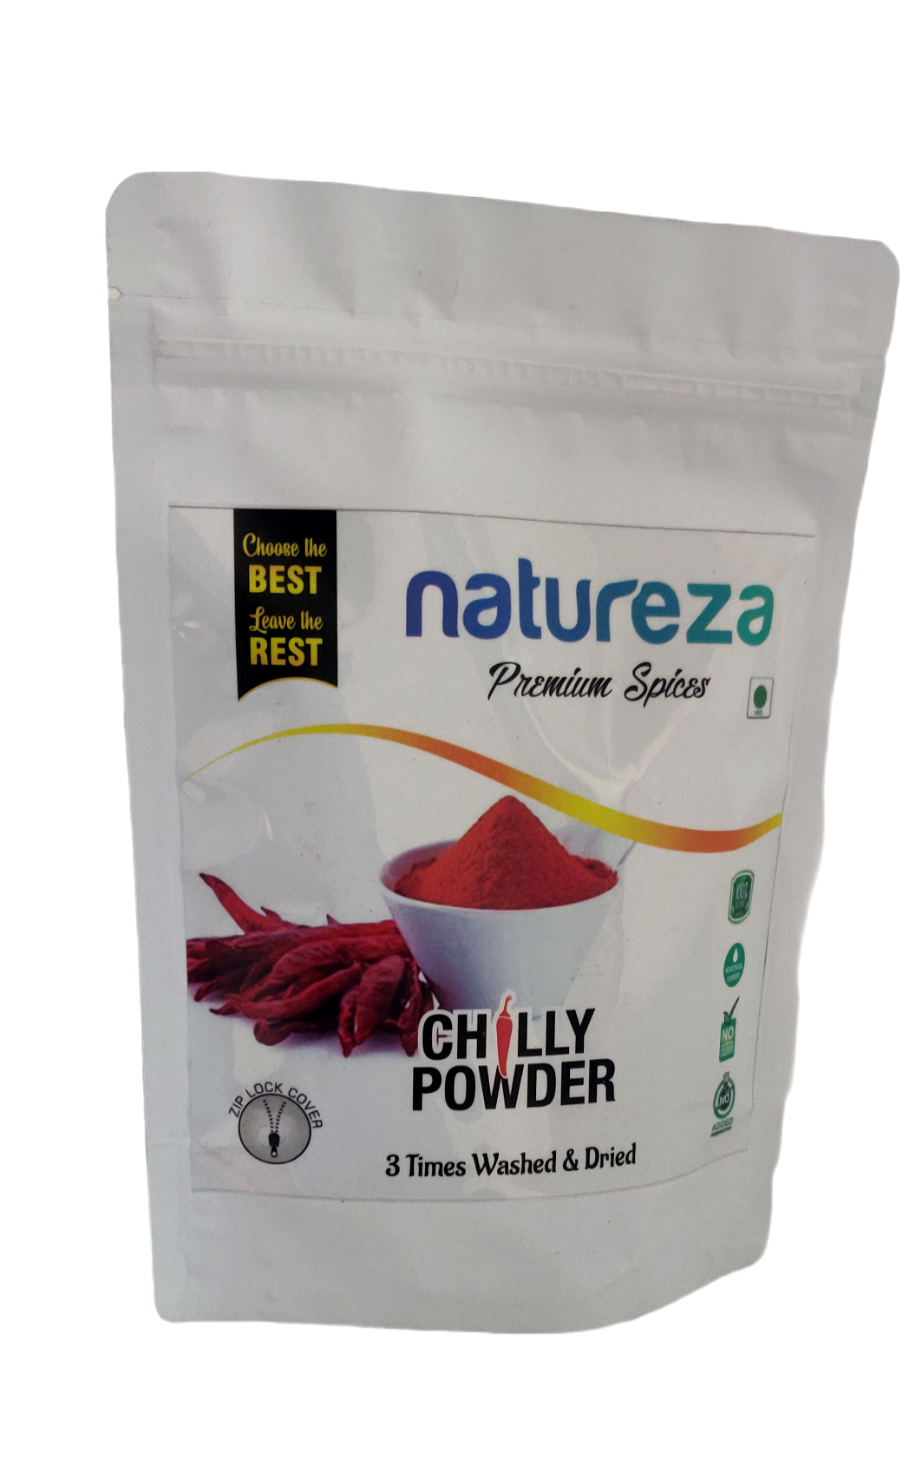 Choose the
BEST
Leave the
REST
natureza
Premium Spices
CHILLY
POWDER
ZIP LOCK COVER
3 Times Washed & Dried
100%
NO
NO
ADDED